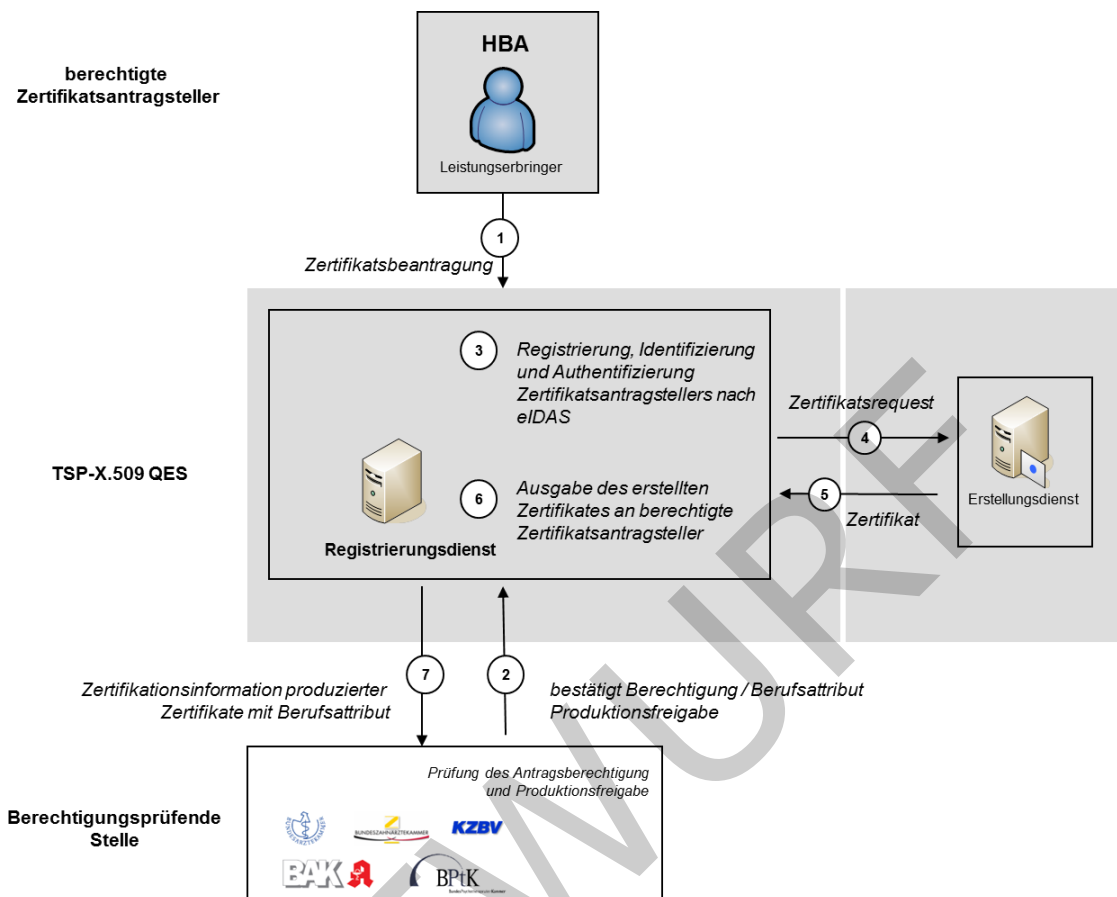 HBA
berechtigte
Zertifikatsantragsteller
Leistungserbringer
1
Zertifikatsbeantragung
3
Registrierung, Identifizierung
und Authentifizierung
Zertifikatsantragstellers nach
eIDAS
Zertifikatsrequest
4
TSP-X.509 QES
6
Ausgabe des erstellten
Zertifikates an berechtigte
Zertifikatsantragsteller
5
Zertifikat
Erstellungsdienst
Registrierungsdienst
7
2
Zertifikationsinformation produzierter
Zertifikate mit Berufsattribut
bestätigt Berechtigung / Berufsattribut
Produktionsfreigabe
Prüfung des Antragsberechtigung
und Produktionsfreigabe
Berechtigungsprüfende
Stelle
BUNDESÄRZTEKAMMER
BUNDESZAHNÄRZTEKAMMER
KZBV
BAK
BPtK